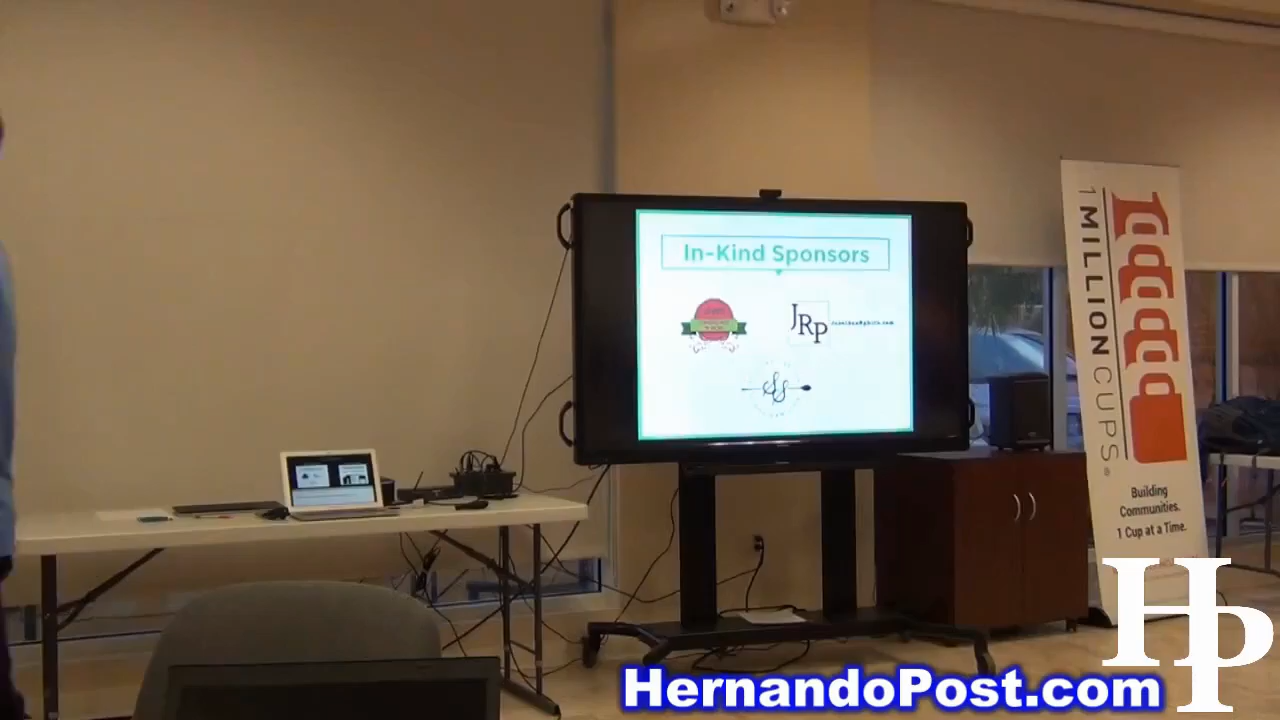 In-Kind Sponsors
JRP
1 MILLION CUPS®
Building
Communities.
1 Cup at a Time.
HP
HernandoPost.com